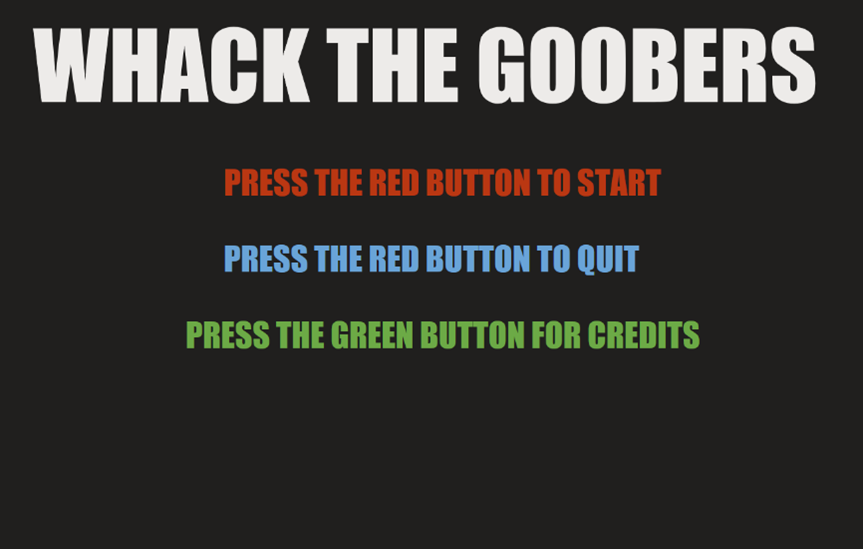 WHACK THE GOOBERS
PRESS THE RED BUTTON TO START
PRESS THE RED BUTTON TO QUIT
PRESS THE GREEN BUTTON FOR CREDITS